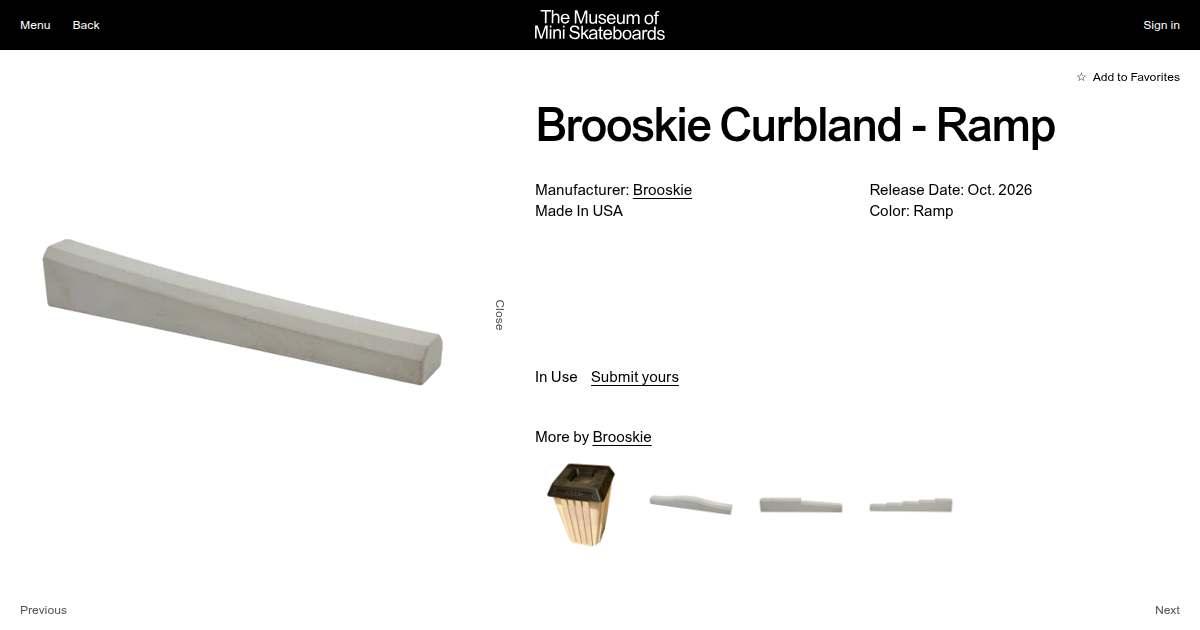 Menu
Back
The Museum of
Mini Skateboards
Sign in
☆ Add to Favorites
Brooskie Curbland - Ramp
Manufacturer: Brooskie
Made In USA
Release Date: Oct. 2026
Color: Ramp
Close
In Use
Submit yours
More by Brooskie
Previous
Next